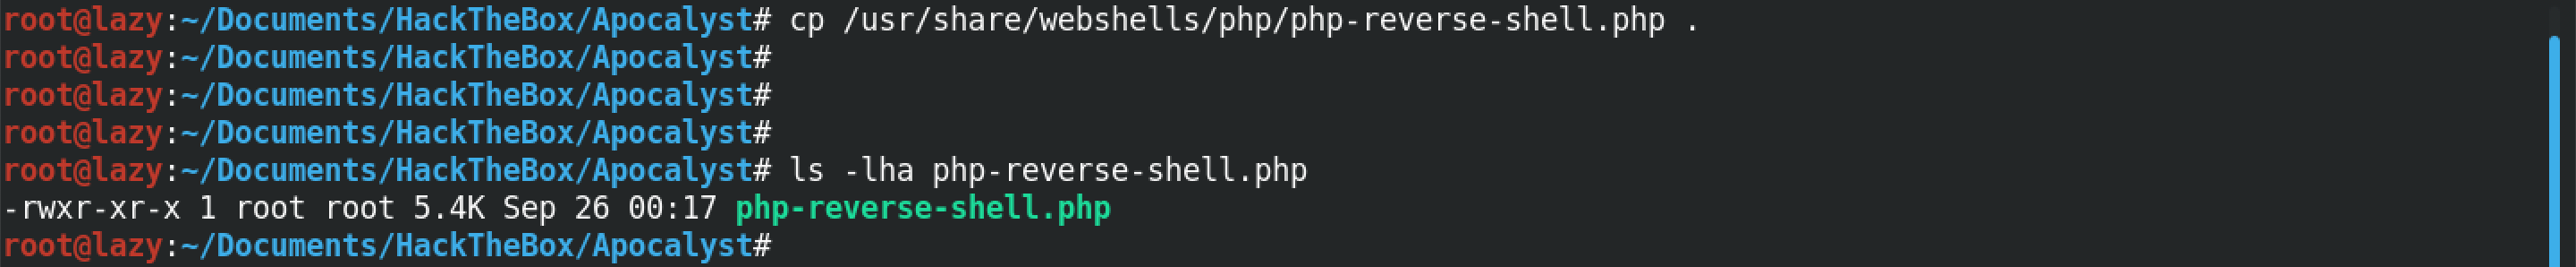 root@lazy:~/Documents/HackTheBox/Apocalyst# cp /usr/share/webshells/php/php-reverse-shell.php .
root@lazy:~/Documents/HackTheBox/Apocalyst#
root@lazy:~/Documents/HackTheBox/Apocalyst#
root@lazy:~/Documents/HackTheBox/Apocalyst#
root@lazy:~/Documents/HackTheBox/Apocalyst# ls -lha php-reverse-shell.php
-rwxr-xr-x 1 root root 5.4K Sep 26 00:17 php-reverse-shell.php
root@lazy:~/Documents/HackTheBox/Apocalyst#